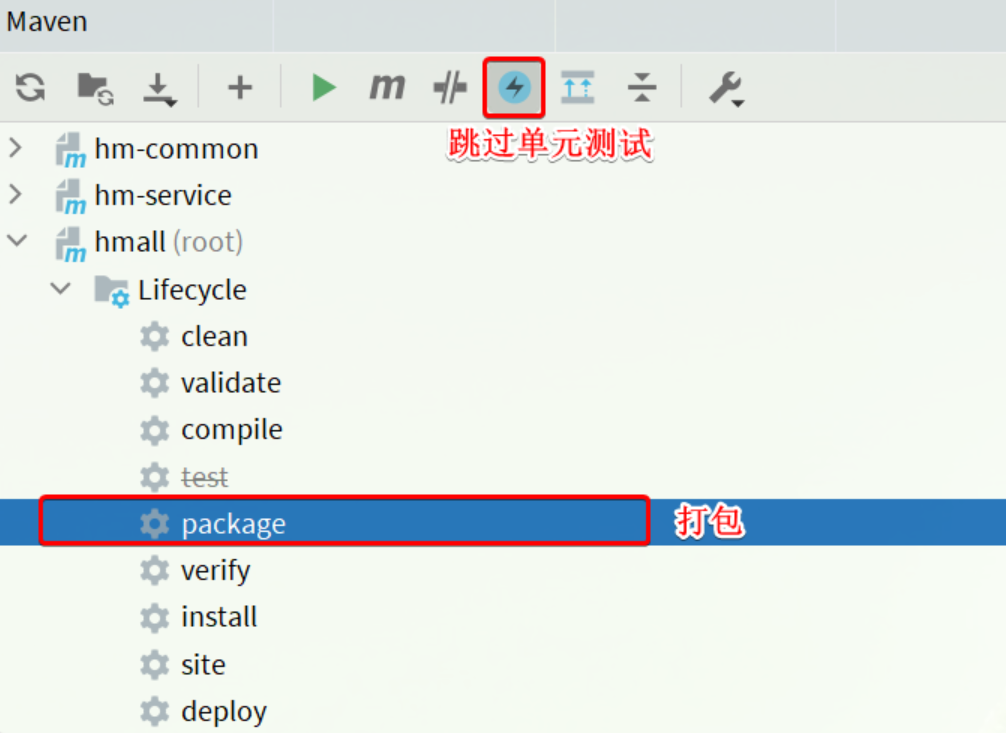 Maven
m
跳过单元测试
hm-common
hm-service
hmall (root)
Lifecycle
clean
validate
compile
test
package 打包
verify
install
site
deploy